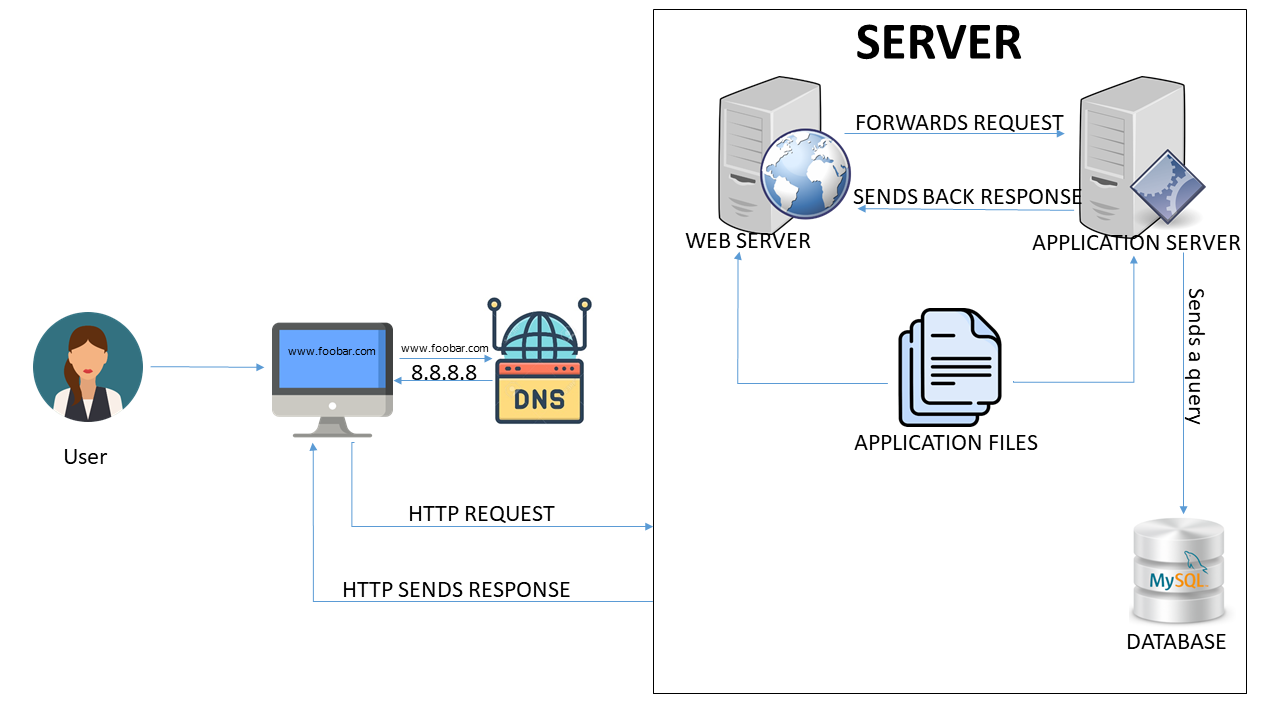 SERVER
FORWARDS REQUEST
SENDS BACK RESPONSE
WEB SERVER
APPLICATION SERVER
Sends a query
www.foobar.com
www.foobar.com
8.8.8.8
DNS
User
APPLICATION FILES
HTTP REQUEST
HTTP SENDS RESPONSE
MySQL
DATABASE